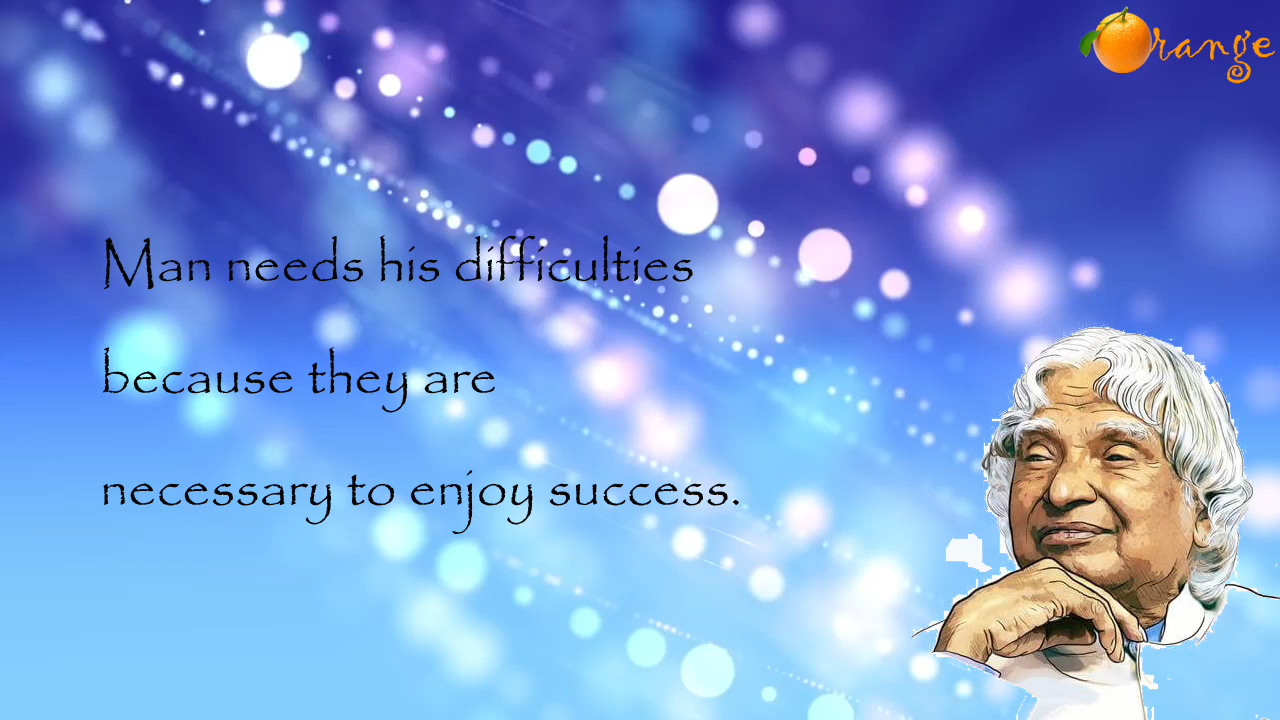 Orange
Man needs his difficulties
because they are
necessary to enjoy success.